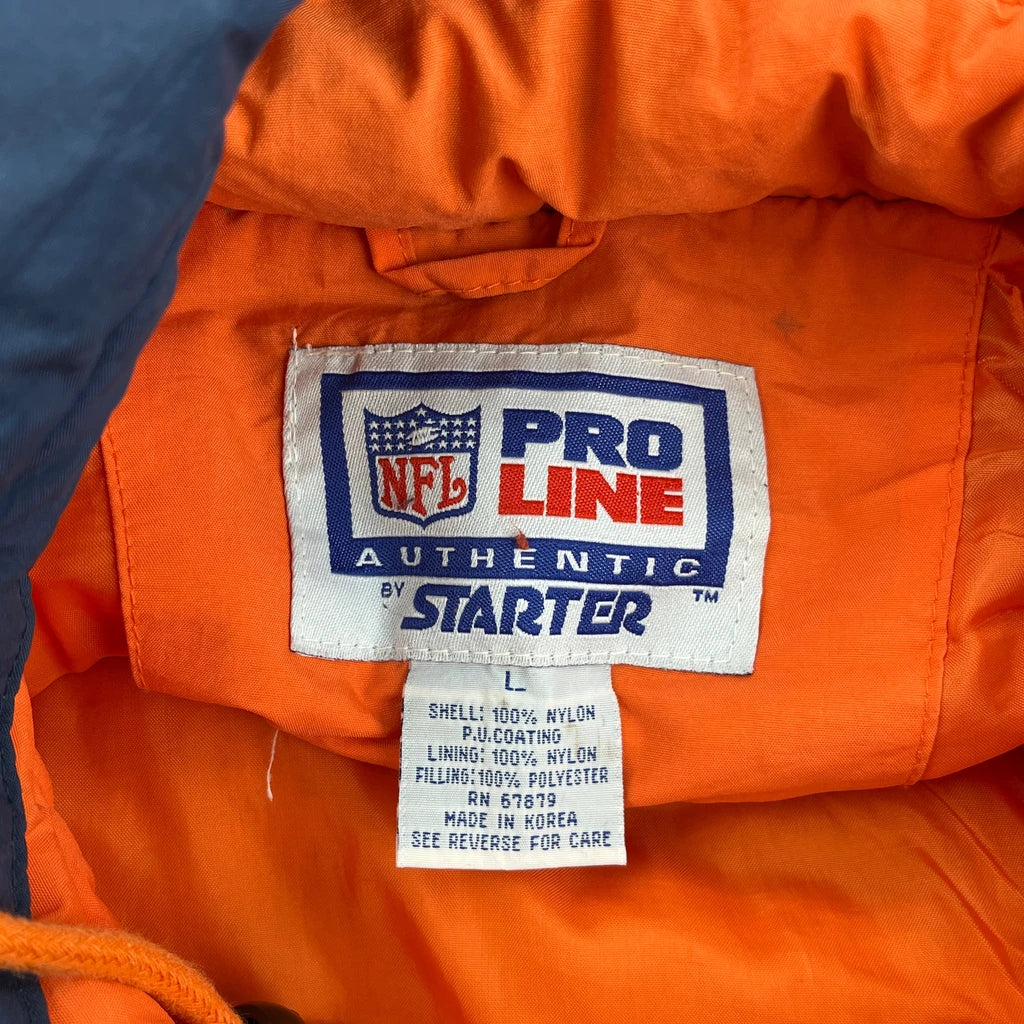 NFL
PRO
LINE
AUTHENTIC
BY STARTER ™
L
SHELL: 100% NYLON
P.U.COATING
LINING: 100% NYLON
FILLING:100% POLYESTER
RN 67879
MADE IN KOREA
SEE REVERSE FOR CARE